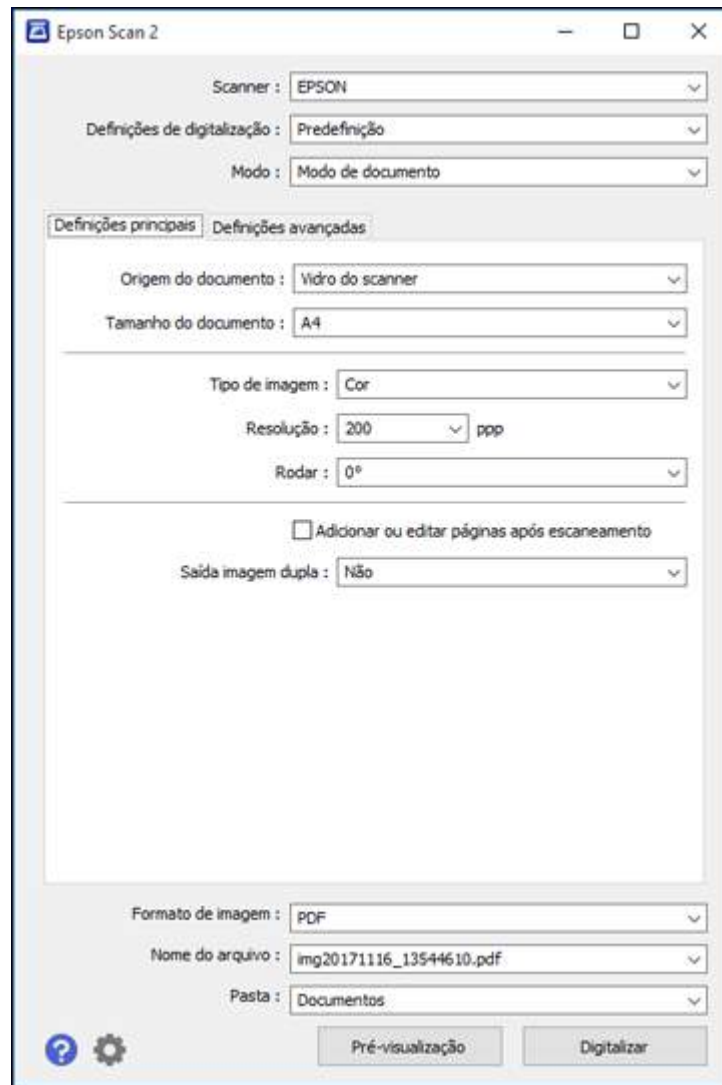 Epson Scan 2
Scanner : EPSON
Definições de digitalização : Predefinição
Modo : Modo de documento
Definições principais Definições avançadas
Origem do documento : Vidro do scanner
Tamanho do documento : A4
Tipo de imagem : Cor
Resolução : 200 ppp
Rodar : 0°
Adicionar ou editar páginas após escaneamento
Saída imagem dupla : Não
Formato de imagem : PDF
Nome do arquivo : img20171116_13544610.pdf
Pasta : Documentos
? Pré-visualização Digitalizar